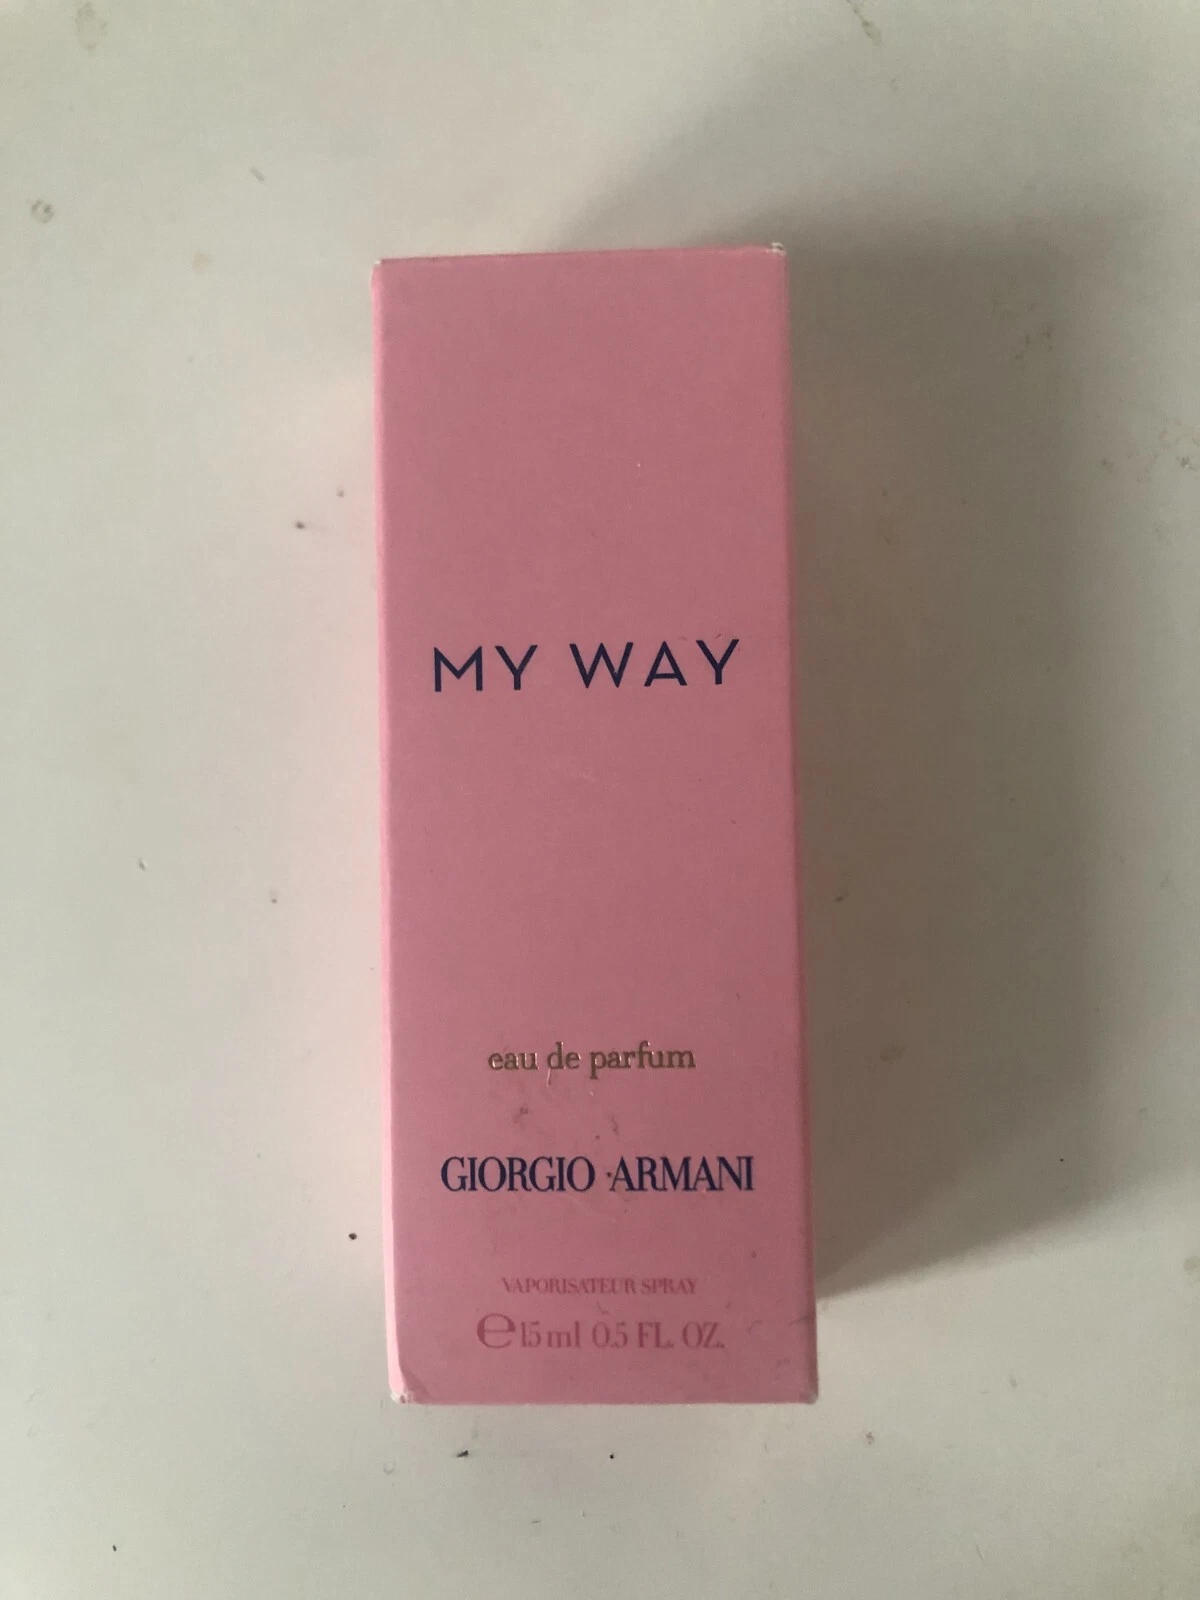 MY WAY
eau de parfum
GIORGIO ARMANI
VAPORISATEUR SPRAY
℮ 15 ml 0.5 FL. OZ.